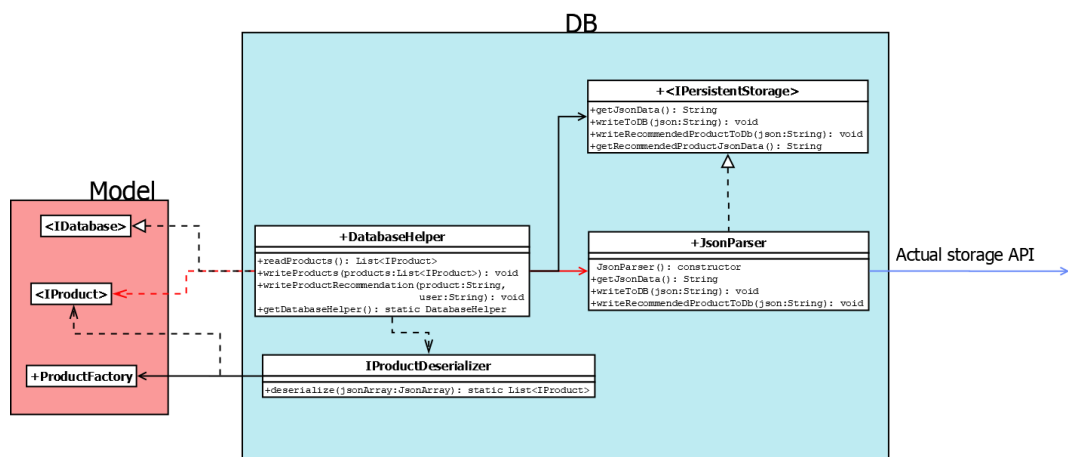 DB
+<IPersistentStorage>
+getJsonData(): String
+writeToDB(json:String): void
+writeRecommendedProductToDb(json:String): void
+getRecommendedProductJsonData(): String
Model
<IDatabase>
<IProduct>
+ProductFactory
+DatabaseHelper
+readProducts(): List<IProduct>
+writeProducts(products:List<IProduct>): void
+writeProductRecommendation(product:String,
user:String): void
+getDatabaseHelper(): static DatabaseHelper
+JsonParser
JsonParser(): constructor
+getJsonData(): String
+writeToDB(json:String): void
+writeRecommendedProductToDb(json:String): void
Actual storage API
IProductDeserializer
+deserialize(jsonArray:JsonArray): static List<IProduct>